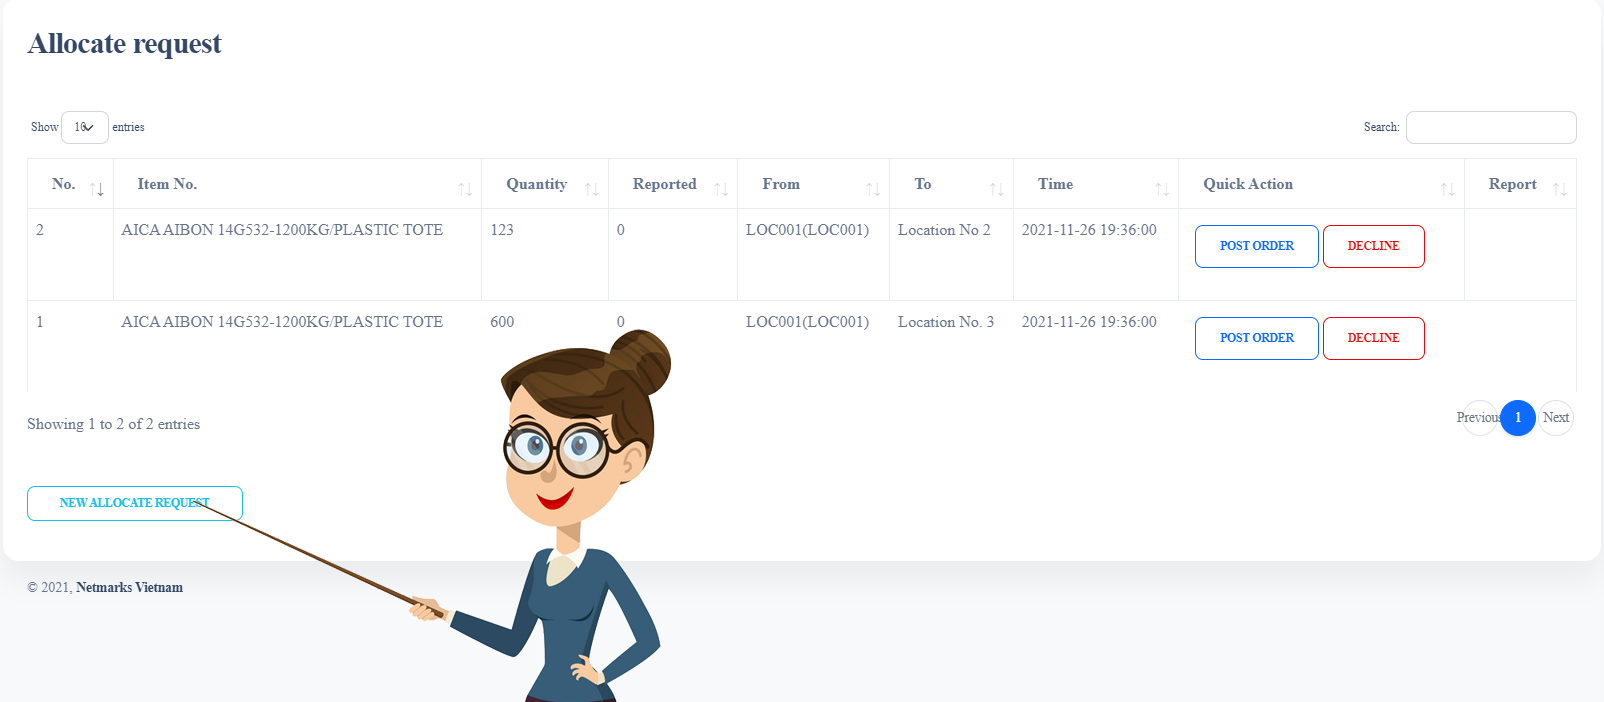 Allocate request
Show 10 entries Search:
No. Item No. Quantity Reported From To Time Quick Action Report
2 AICA AIBON 14G532-1200KG/PLASTIC TOTE 123 0 LOC001(LOC001) Location No 2 2021-11-26 19:36:00 POST ORDER DECLINE
1 AICA AIBON 14G532-1200KG/PLASTIC TOTE 600 0 LOC001(LOC001) Location No. 3 2021-11-26 19:36:00 POST ORDER DECLINE
Showing 1 to 2 of 2 entries Previous 1 Next
NEW ALLOCATE REQUEST
© 2021, Netmarks Vietnam